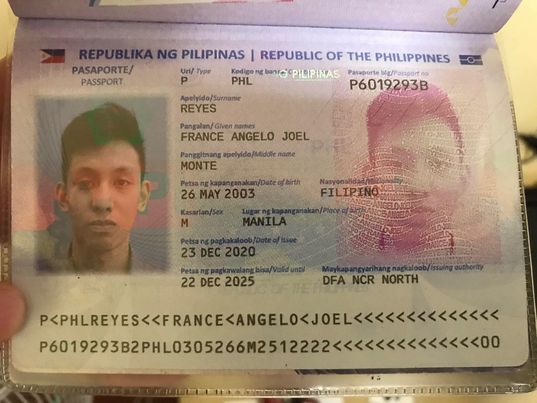 REPUBLIKA NG PILIPINAS | REPUBLIC OF THE PHILIPPINES
PASAPORTE/
PASSPORT
Uri/ Type
P
Kodigo ng
PHL
PILIPINAS
Pasaporte blg/Passport no
P6019293B
Apelyido/Surname
REYES
Pangalan/ Given names
FRANCE ANGELO JOEL
Panggitnang apelyido/Middle name
MONTE
Petsa ng kapanganakan/Date of birth
26 MAY 2003
Nasyonalidad/Nationality
FILIPINO
Kasarian/Sex
M
Lugar ng kapanganakan/Place of birth
MANILA
Petsa ng pagkakaloob/Date of issue
23 DEC 2020
Petsa ng pagkawalang bisa/Valid until
22 DEC 2025
Maykapangyarihang nagkaloob/Issuing authority
DFA NCR NORTH
P<PHLREYES<<FRANCE<ANGELO<JOEL<<<<<<<<<<<<<<
P6019293B2PHL0305266M2512222<<<<<<<<<<<<<<00